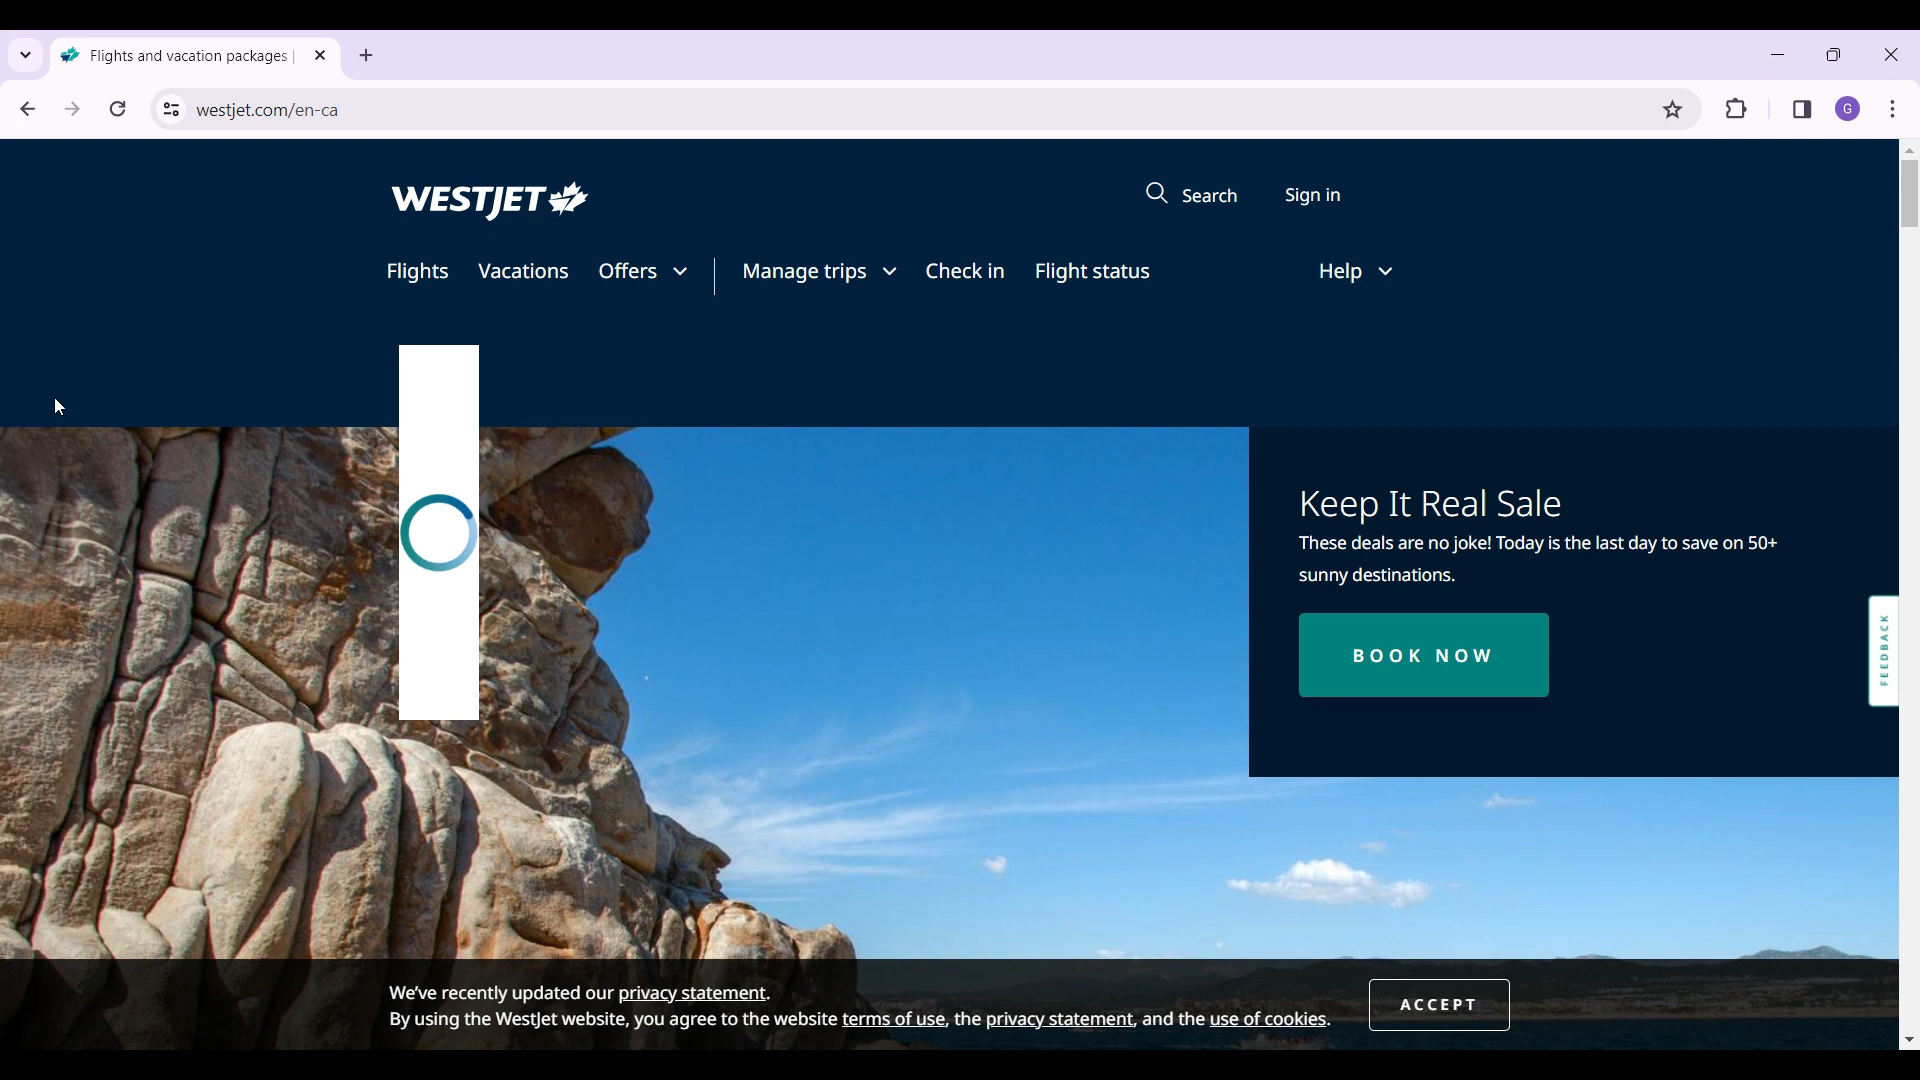 Flights and vacation packages |
westjet.com/en-ca
G
WESTJET
Search
Sign in
Flights
Vacations
Offers
Manage trips
Check in
Flight status
Help
Keep It Real Sale
These deals are no joke! Today is the last day to save on 50+
sunny destinations.
BOOK NOW
FEEDBACK
We've recently updated our privacy statement.
By using the WestJet website, you agree to the website terms of use, the privacy statement, and the use of cookies.
ACCEPT